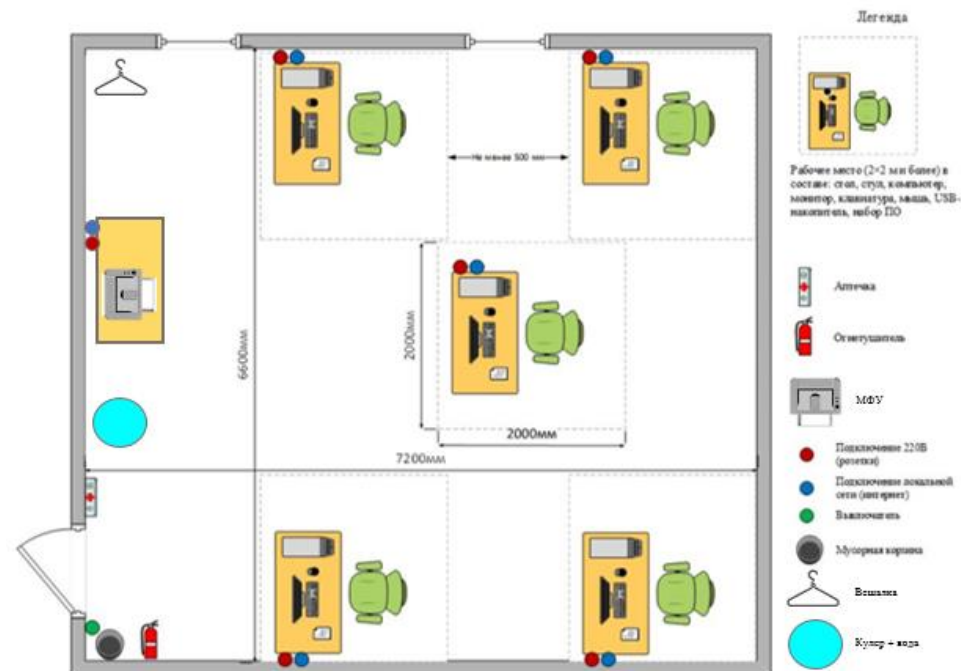 Легенда
Не менее 500 мм
Рабочее место (2×2 м и более) в
составе: стол, стул, компьютер,
монитор, клавиатура, мышь, USB-
накопитель, набор ПО
Аптечка
6600мм
2000мм
Огнетушитель
МФУ
2000мм
7200мм
Подключение 220В
(розетки)
Подключение локальной
сети (интернет)
Выключатель
Мусорная корзина
Вешалка
Кулер + вода